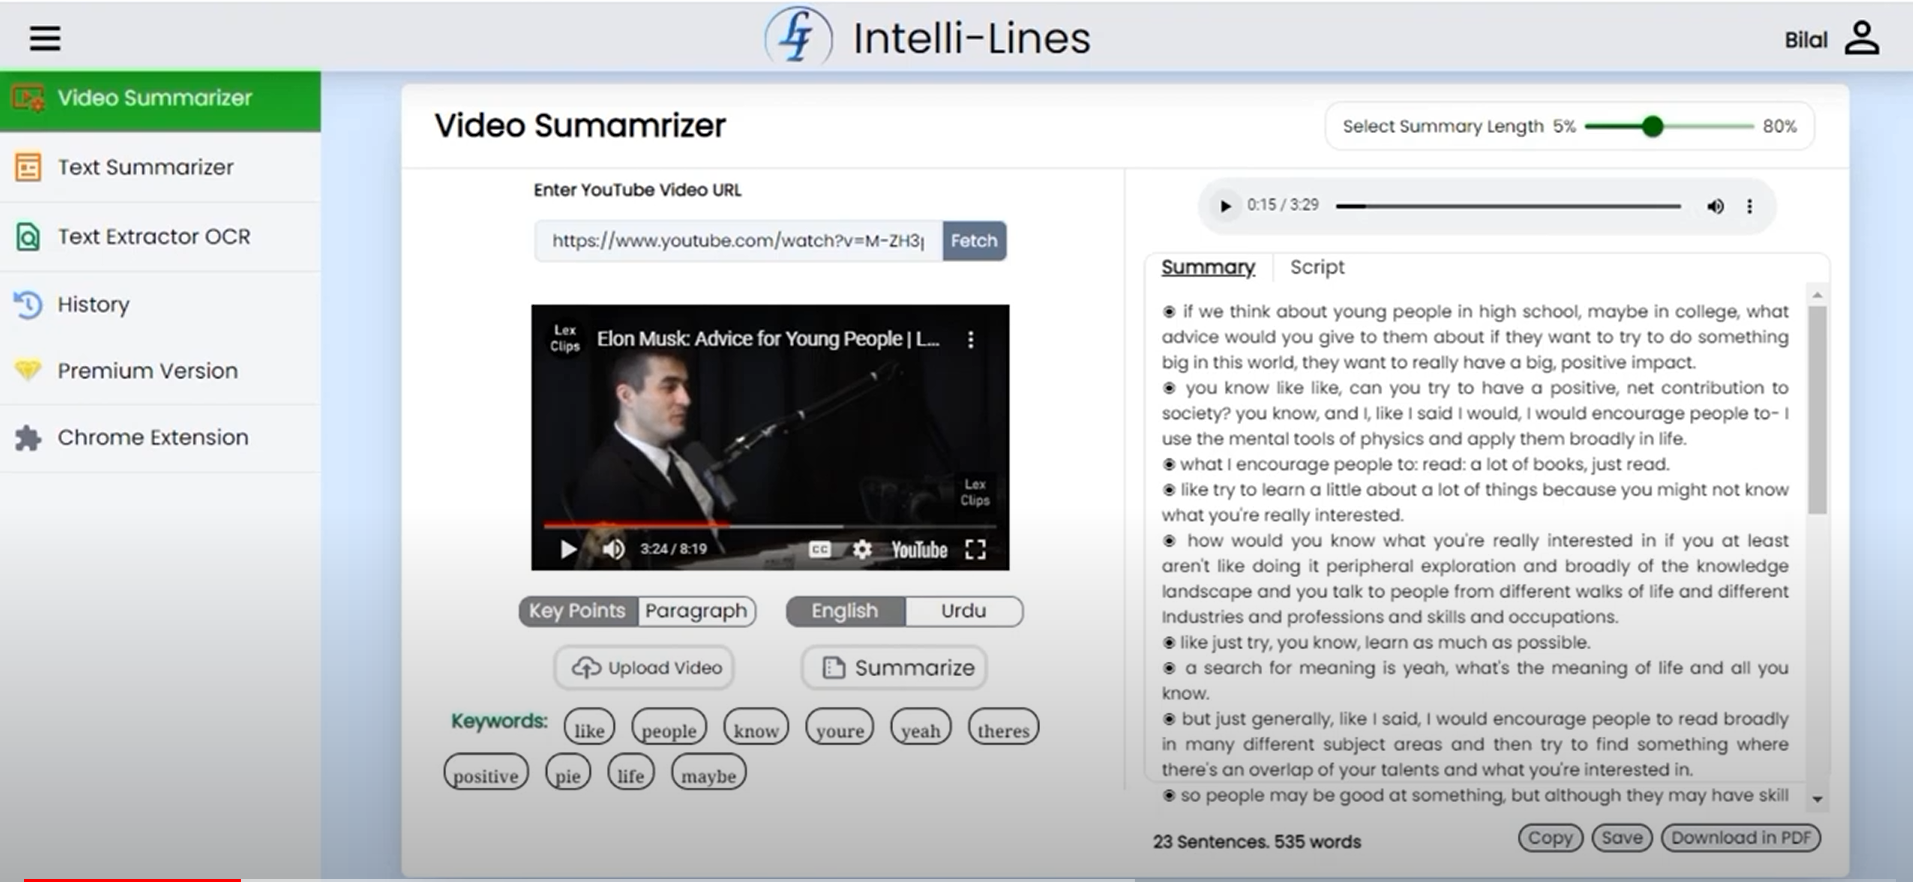 Intelli-Lines
Bilal
Video Summarizer
Text Summarizer
Text Extractor OCR
History
Premium Version
Chrome Extension
Video Sumamrizer
Select Summary Length 5% 80%
Enter YouTube Video URL
https://www.youtube.com/watch?v=M-ZH3
Fetch
Lex
Clips
Elon Musk: Advice for Young People | L...
Lex
Clips
3:24 / 8:19
CC
YouTube
Key Points Paragraph
English Urdu
Upload Video
Summarize
Keywords: like people know youre yeah theres
positive pie life maybe
0:15 / 3:29
Summary Script
◉ if we think about young people in high school, maybe in college, what
advice would you give to them about if they want to try to do something
big in this world, they want to really have a big, positive impact.
◉ you know like like, can you try to have a positive, net contribution to
society? you know, and I, like I said I would, I would encourage people to- I
use the mental tools of physics and apply them broadly in life.
◉ what I encourage people to: read: a lot of books, just read.
◉ like try to learn a little about a lot of things because you might not know
what you're really interested.
◉ how would you know what you're really interested in if you at least
aren't like doing it peripheral exploration and broadly of the knowledge
landscape and you talk to people from different walks of life and different
Industries and professions and skills and occupations.
◉ like just try, you know, learn as much as possible.
◉ a search for meaning is yeah, what's the meaning of life and all you
know.
◉ but just generally, like I said, I would encourage people to read broadly
in many different subject areas and then try to find something where
there's an overlap of your talents and what you're interested in.
◉ so people may be good at something, but although they may have skill
23 Sentences. 535 words
Copy Save Download in PDF